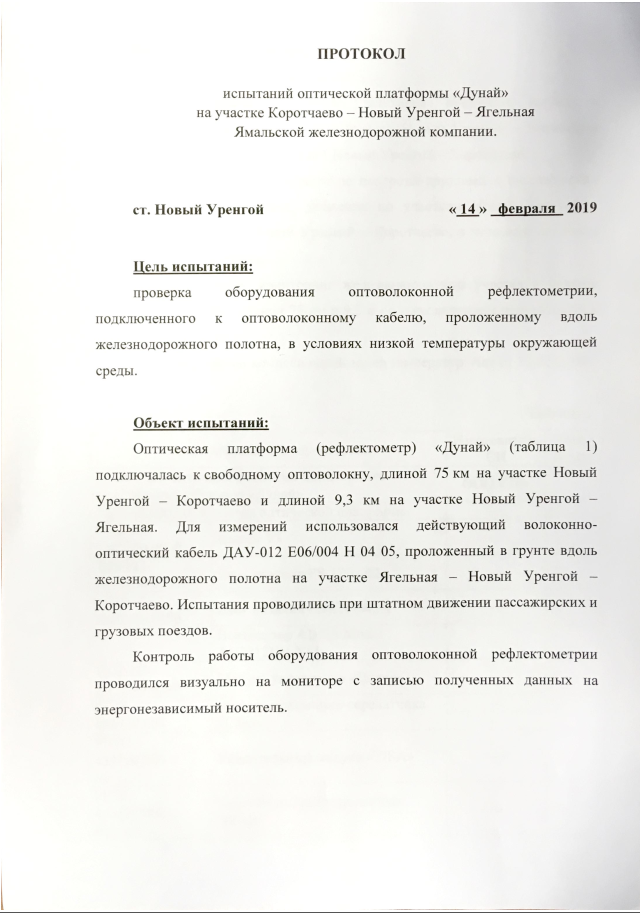 ПРОТОКОЛ
испытаний оптической платформы «Дунай»
на участке Коротчаево – Новый Уренгой – Ягельная
Ямальской железнодорожной компании.
ст. Новый Уренгой « 14 » февраля 2019
Цель испытаний:
проверка оборудования оптоволоконной рефлектометрии,
подключенного к оптоволоконному кабелю, проложенному вдоль
железнодорожного полотна, в условиях низкой температуры окружающей
среды.
Объект испытаний:
Оптическая платформа (рефлектометр) «Дунай» (таблица 1)
подключалась к свободному оптоволокну, длиной 75 км на участке Новый
Уренгой – Коротчаево и длиной 9,3 км на участке Новый Уренгой –
Ягельная. Для измерений использовался действующий волоконно-
оптический кабель ДАУ-012 Е06/004 Н 04 05, проложенный в грунте вдоль
железнодорожного полотна на участке Ягельная – Новый Уренгой –
Коротчаево. Испытания проводились при штатном движении пассажирских и
грузовых поездов.
Контроль работы оборудования оптоволоконной рефлектометрии
проводился визуально на мониторе с записью полученных данных на
энергонезависимый носитель.